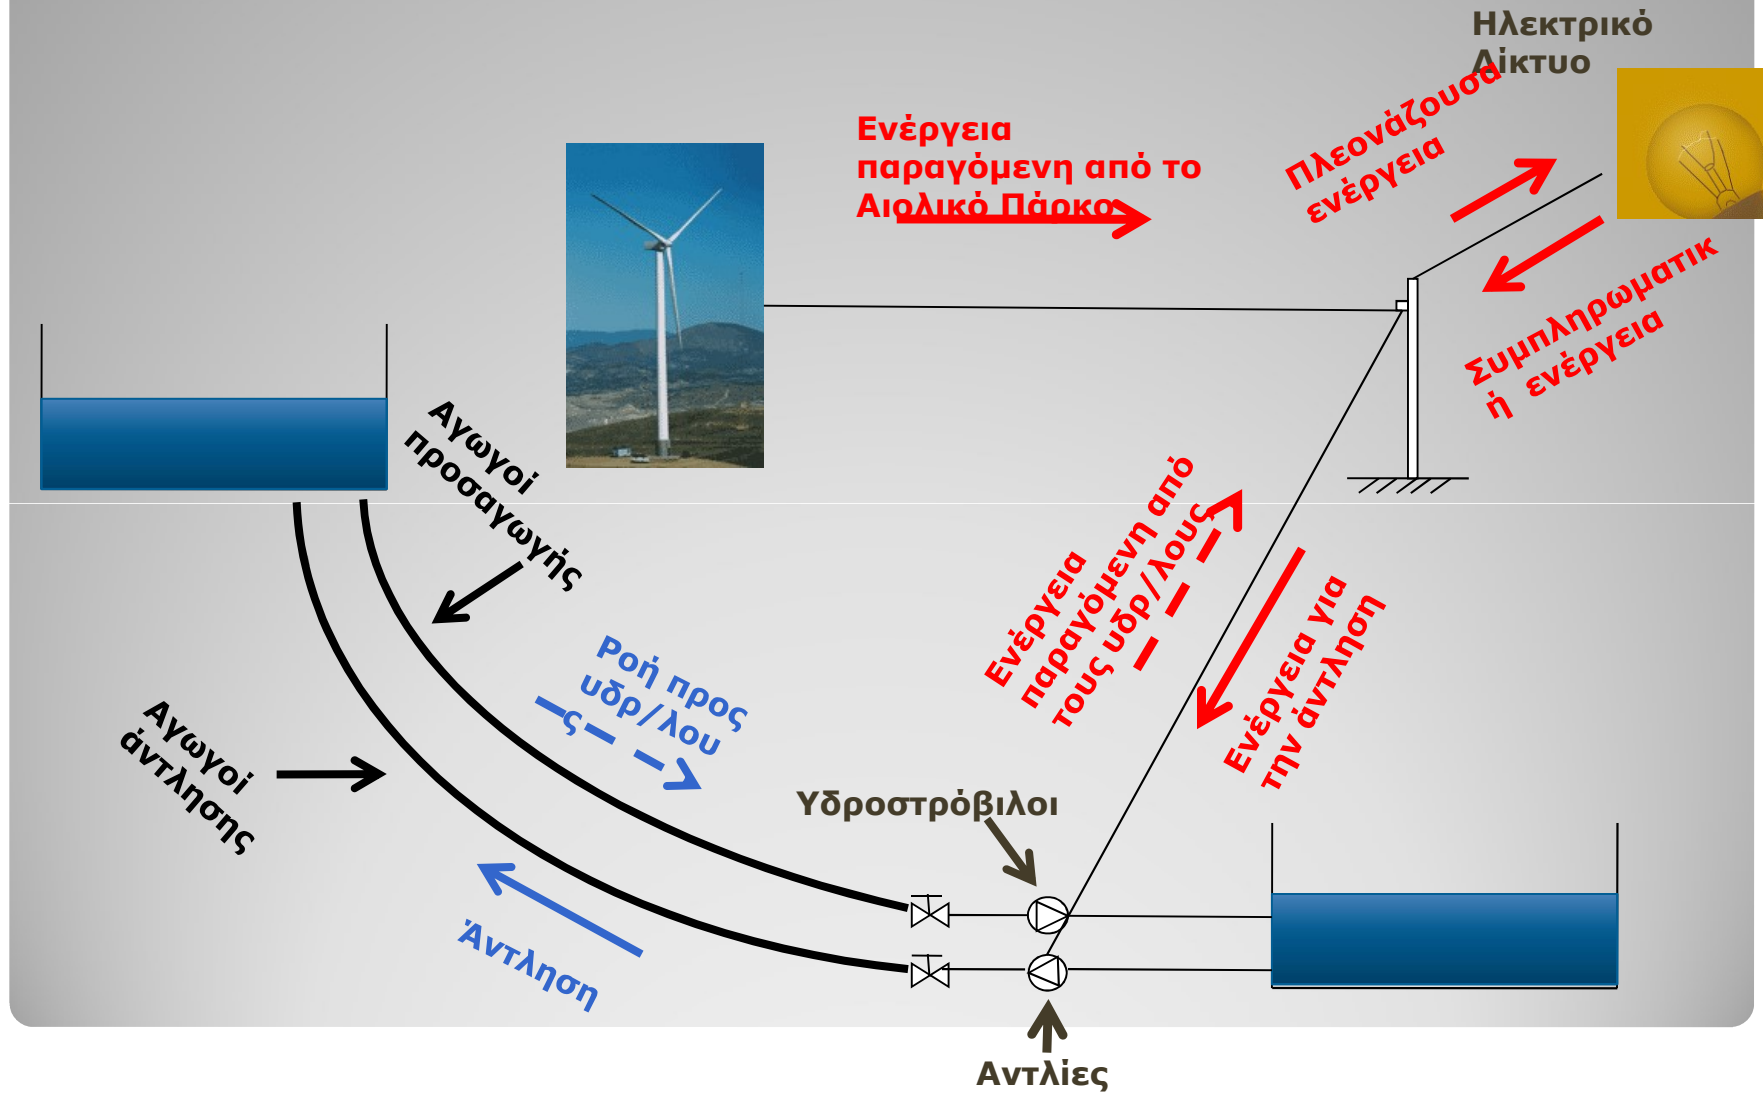 Ηλεκτρικό
Δίκτυο
Ενέργεια
παραγόμενη από το
Αιολικό Πάρκο
Πλεονάζουσα
ενέργεια
Συμπληρωματικ
ή ενέργεια
Αγωγοί
προσαγωγής
Ενέργεια
παραγόμενη από
τους υδρ/λους
Ενέργεια για
την άντληση
Ροή προς
υδρ/λου
ς
Αγωγοί
άντλησης
Υδροστρόβιλοι
Άντληση
Αντλίες